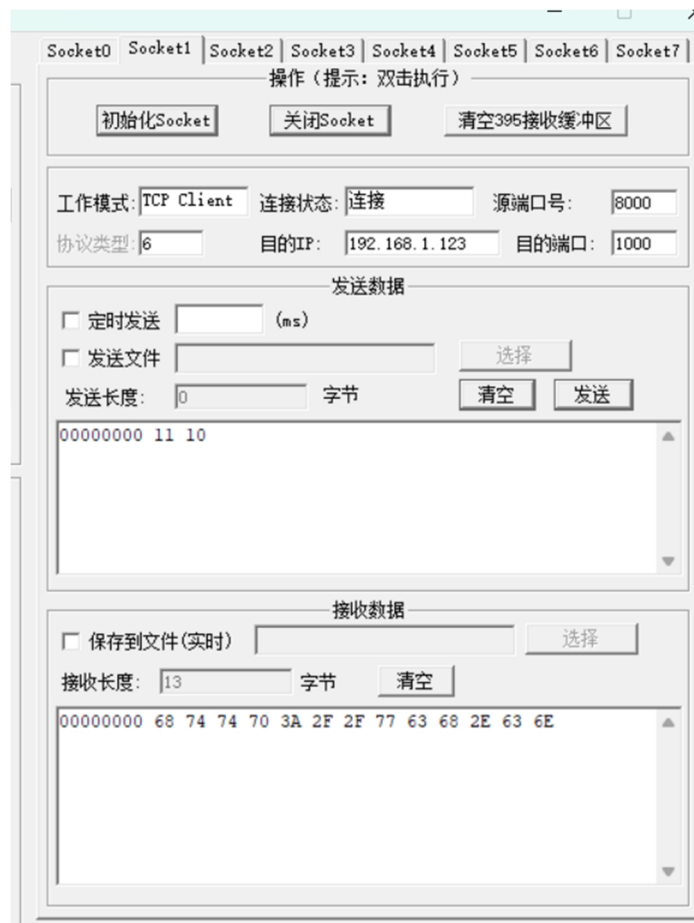 Socket0 Socket1 Socket2 Socket3 Socket4 Socket5 Socket6 Socket7
操作（提示：双击执行）
初始化Socket 关闭Socket 清空395接收缓冲区
工作模式: TCP Client 连接状态: 连接 源端口号: 8000
协议类型: 6 目的IP: 192.168.1.123 目的端口: 1000
发送数据
定时发送 (ms)
发送文件 选择
发送长度: 0 字节 清空 发送
00000000 11 10
接收数据
保存到文件(实时) 选择
接收长度: 13 字节 清空
00000000 68 74 74 70 3A 2F 2F 77 63 68 2E 63 6E